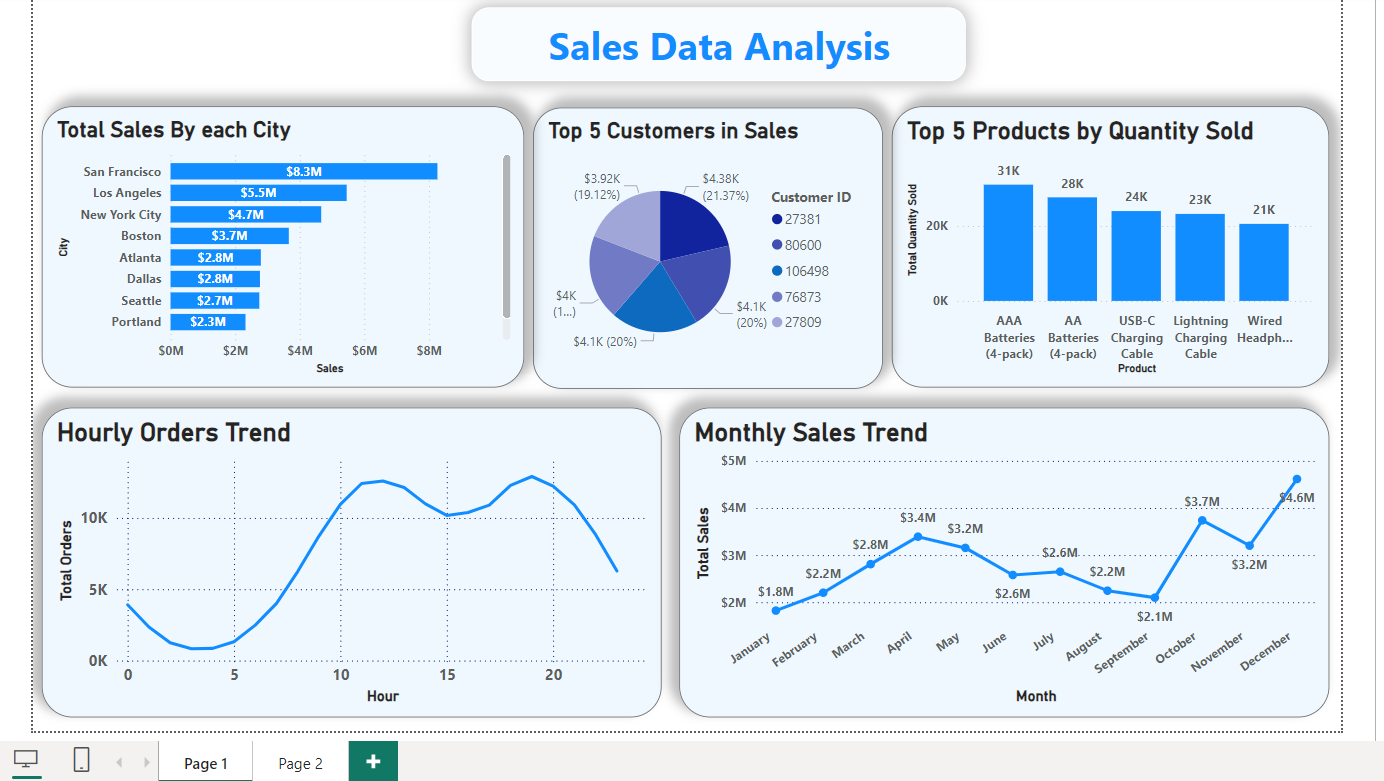 Sales Data Analysis
Total Sales By each City
City
San Francisco $8.3M
Los Angeles $5.5M
New York City $4.7M
Boston $3.7M
Atlanta $2.8M
Dallas $2.8M
Seattle $2.7M
Portland $2.3M
$0M $2M $4M $6M $8M
Sales
Top 5 Customers in Sales
$3.92K
(19.12%)
$4.38K
(21.37%)
$4K
(1...)
$4.1K
(20%)
$4.1K (20%)
Customer ID
27381
80600
106498
76873
27809
Top 5 Products by Quantity Sold
Total Quantity Sold
20K
0K
31K
28K
24K
23K
21K
AAA
Batteries
(4-pack)
AA
Batteries
(4-pack)
USB-C
Charging
Cable
Lightning
Charging
Cable
Wired
Headph...
Product
Hourly Orders Trend
Total Orders
10K
5K
0K
0 5 10 15 20
Hour
Monthly Sales Trend
Total Sales
$5M
$4M
$3M
$2M
$1.8M
$2.2M
$2.8M
$3.4M
$3.2M
$2.6M
$2.6M
$2.2M
$2.1M
$3.7M
$3.2M
$4.6M
January
February
March
April
May
June
July
August
September
October
November
December
Month
Page 1
Page 2
+